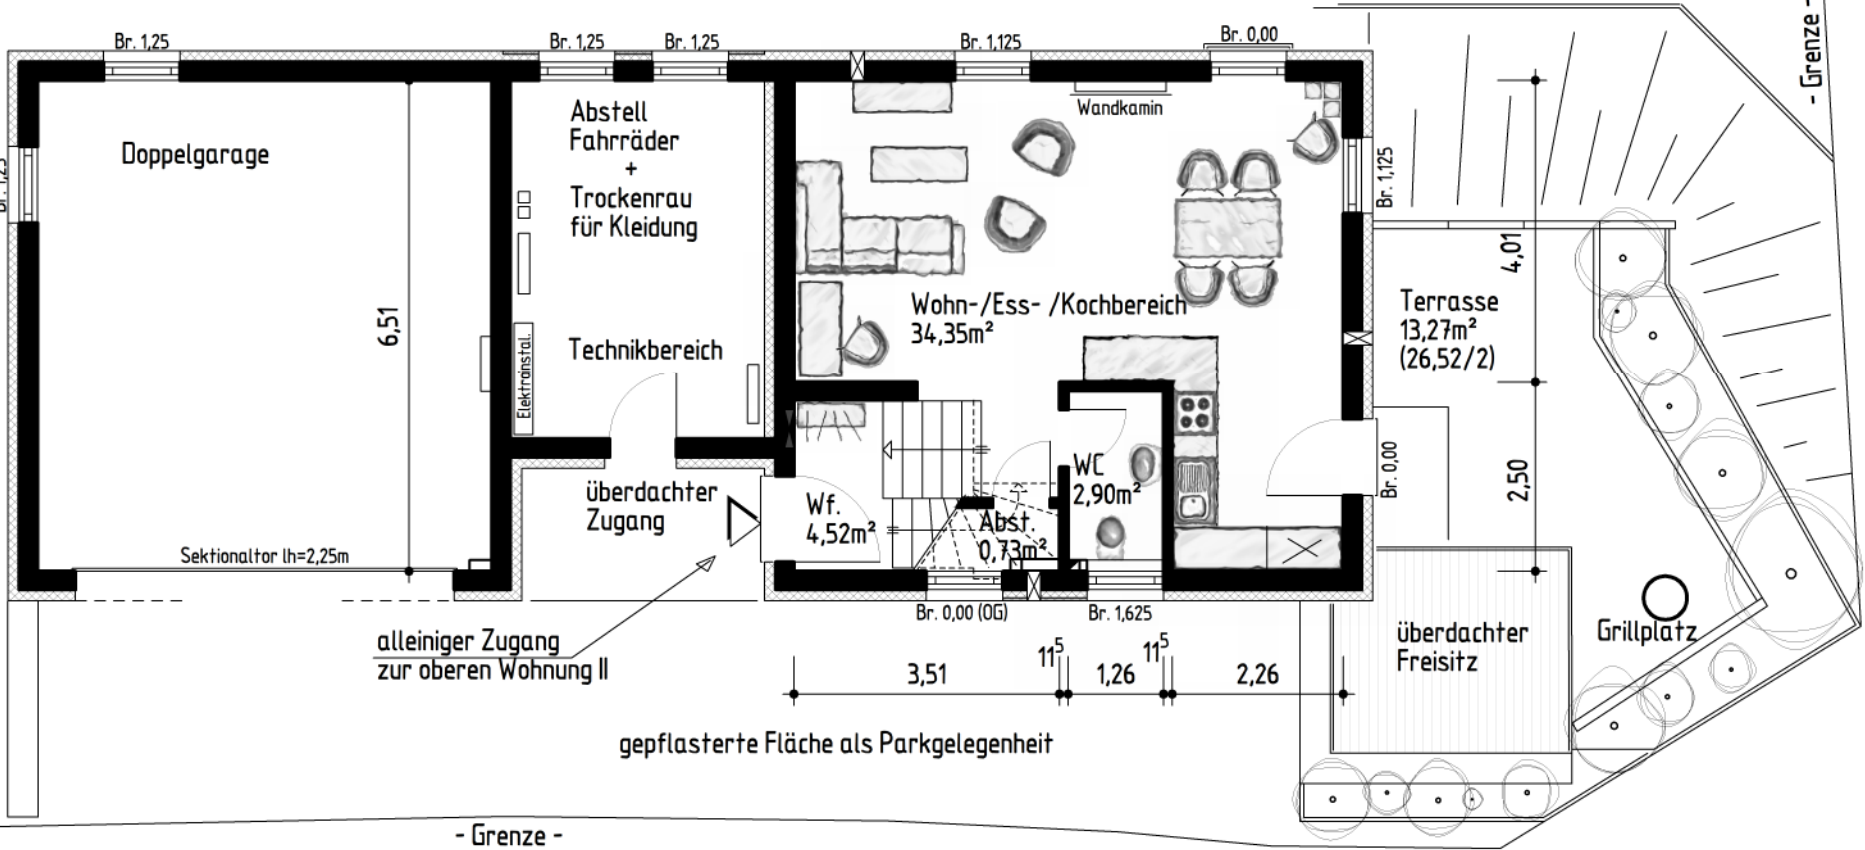 Br. 1,25
Br. 1,25
Br. 1,25
Br. 1,125
Br. 0,00
- Grenze -
Wandkamin
Doppelgarage
Abstell
Fahrräder
+
Trockenrau
für Kleidung
Br. 1,25
Br. 1,125
6,51
4,01
Wohn-/Ess- /Kochbereich
34,35m²
Terrasse
13,27m²
(26,52/2)
Technikbereich
Elektroinstal.
WC
2,90m²
Br. 0,00
2,50
überdachter
Zugang
Wf.
4,52m²
Abst.
0,73m²
Sektionaltor lh=2,25m
Br. 0,00 (OG)
Br. 1,625
alleiniger Zugang
zur oberen Wohnung II
überdachter
Freisitz
Grillplatz
3,51
11⁵
1,26
11⁵
2,26
gepflasterte Fläche als Parkgelegenheit
- Grenze -